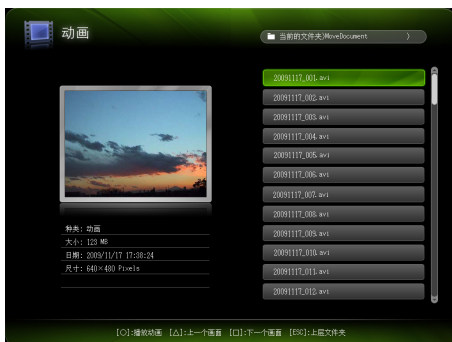 动画
当前的文件夹\MoveDocument
20091117_001.avi
20091117_002.avi
20091117_003.avi
20091117_004.avi
20091117_005.avi
20091117_006.avi
20091117_007.avi
20091117_008.avi
20091117_009.avi
20091117_010.avi
20091117_011.avi
20091117_012.avi
种类: 动画
大小: 123 MB
日期: 2009/11/17 17:38:24
尺寸: 640×480 Pixels
[○]:播放动画 [△]:上一个画面 [□]:下一个画面 [ESC]:上层文件夹